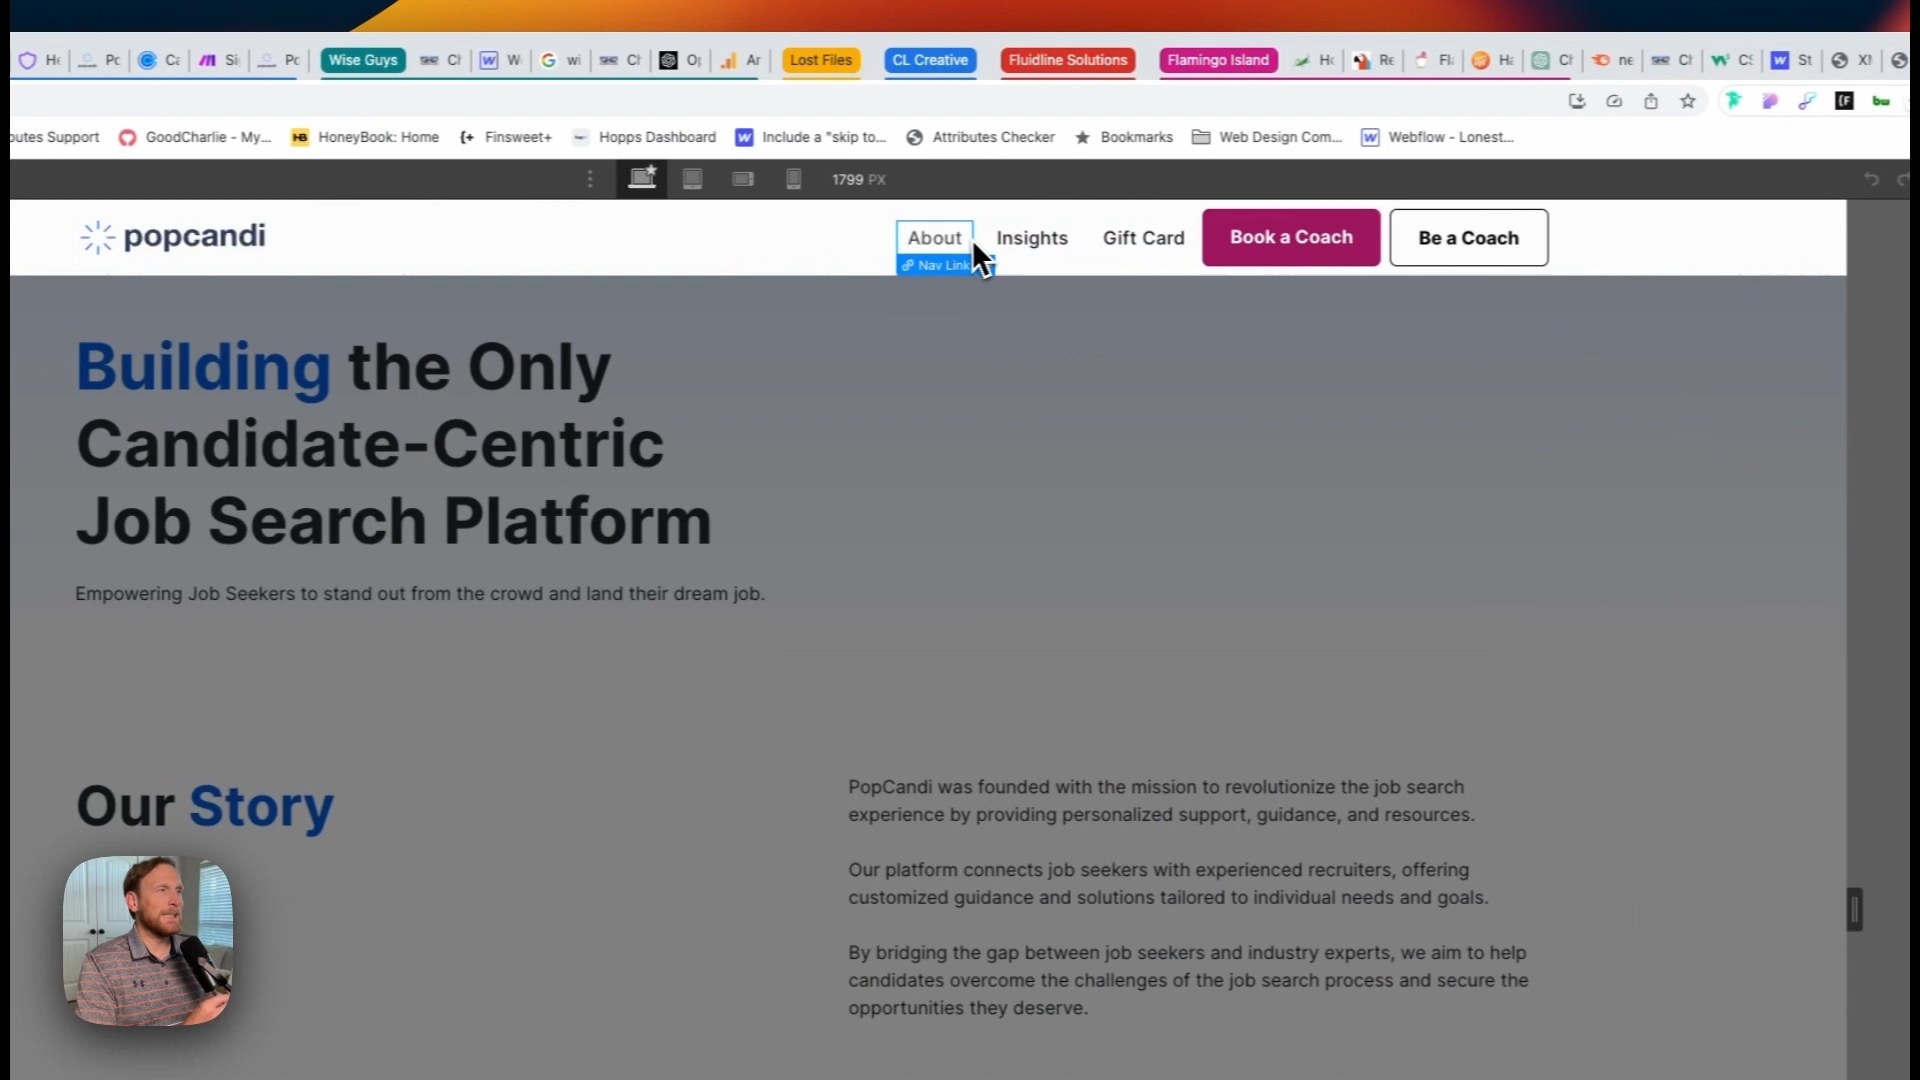 Wise Guys
Lost Files
CL Creative
Fluidline Solutions
Flamingo Island
GoodCharlie - My...
HoneyBook: Home
Finsweet+
Hopps Dashboard
Include a "skip to...
Attributes Checker
Bookmarks
Web Design Com...
Webflow - Lonest...
1799 PX
popcandi
About
Insights
Gift Card
Book a Coach
Be a Coach
Nav Link
Building the Only
Candidate-Centric
Job Search Platform
Empowering Job Seekers to stand out from the crowd and land their dream job.
Our Story
PopCandi was founded with the mission to revolutionize the job search
experience by providing personalized support, guidance, and resources.
Our platform connects job seekers with experienced recruiters, offering
customized guidance and solutions tailored to individual needs and goals.
By bridging the gap between job seekers and industry experts, we aim to help
candidates overcome the challenges of the job search process and secure the
opportunities they deserve.